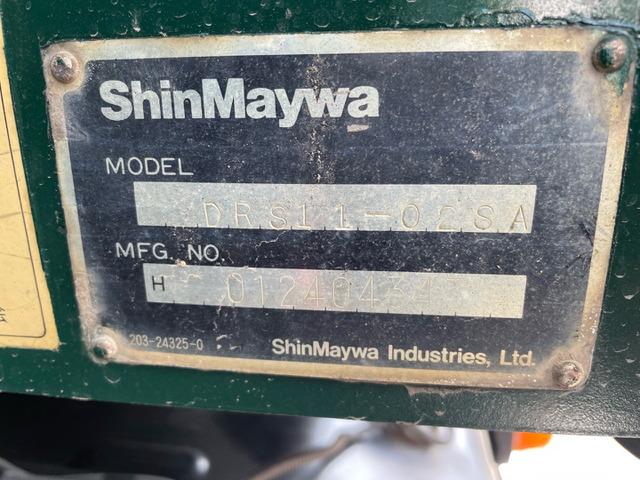 ShinMaywa
MODEL
DRS11-02SA
MFG NO.
H
203-24325-0
ShinMaywa Industries, Ltd.